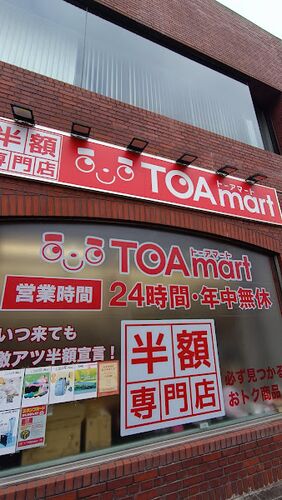 半額
専門店
トーアマート
TOAmart
トーアマート
TOAmart
営業時間
24時間・年中無休
いつ来ても
激アツ半額宣言！
半額
専門店
必ず見つかる
おトク商品